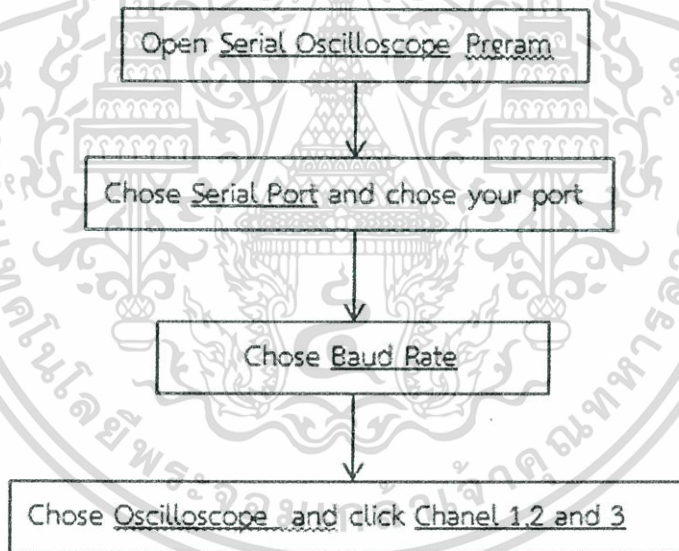 Open Serial Oscilloscope Prgram
Chose Serial Port and chose your port
Chose Baud Rate
Chose Oscilloscope and click Chanel 1,2 and 3